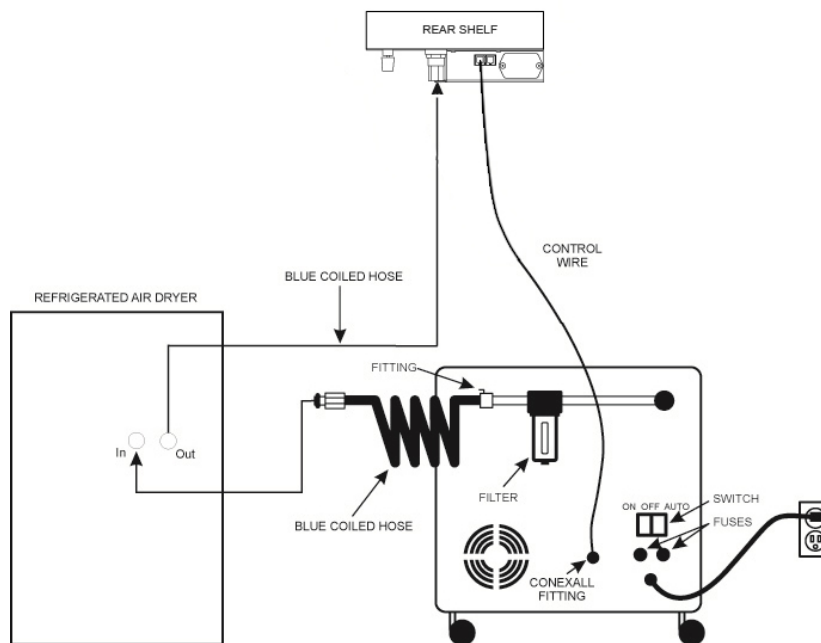 REAR SHELF
CONTROL
WIRE
BLUE COILED HOSE
REFRIGERATED AIR DRYER
FITTING
In
Out
FILTER
ON OFF AUTO
SWITCH
FUSES
BLUE COILED HOSE
CONEXALL
FITTING